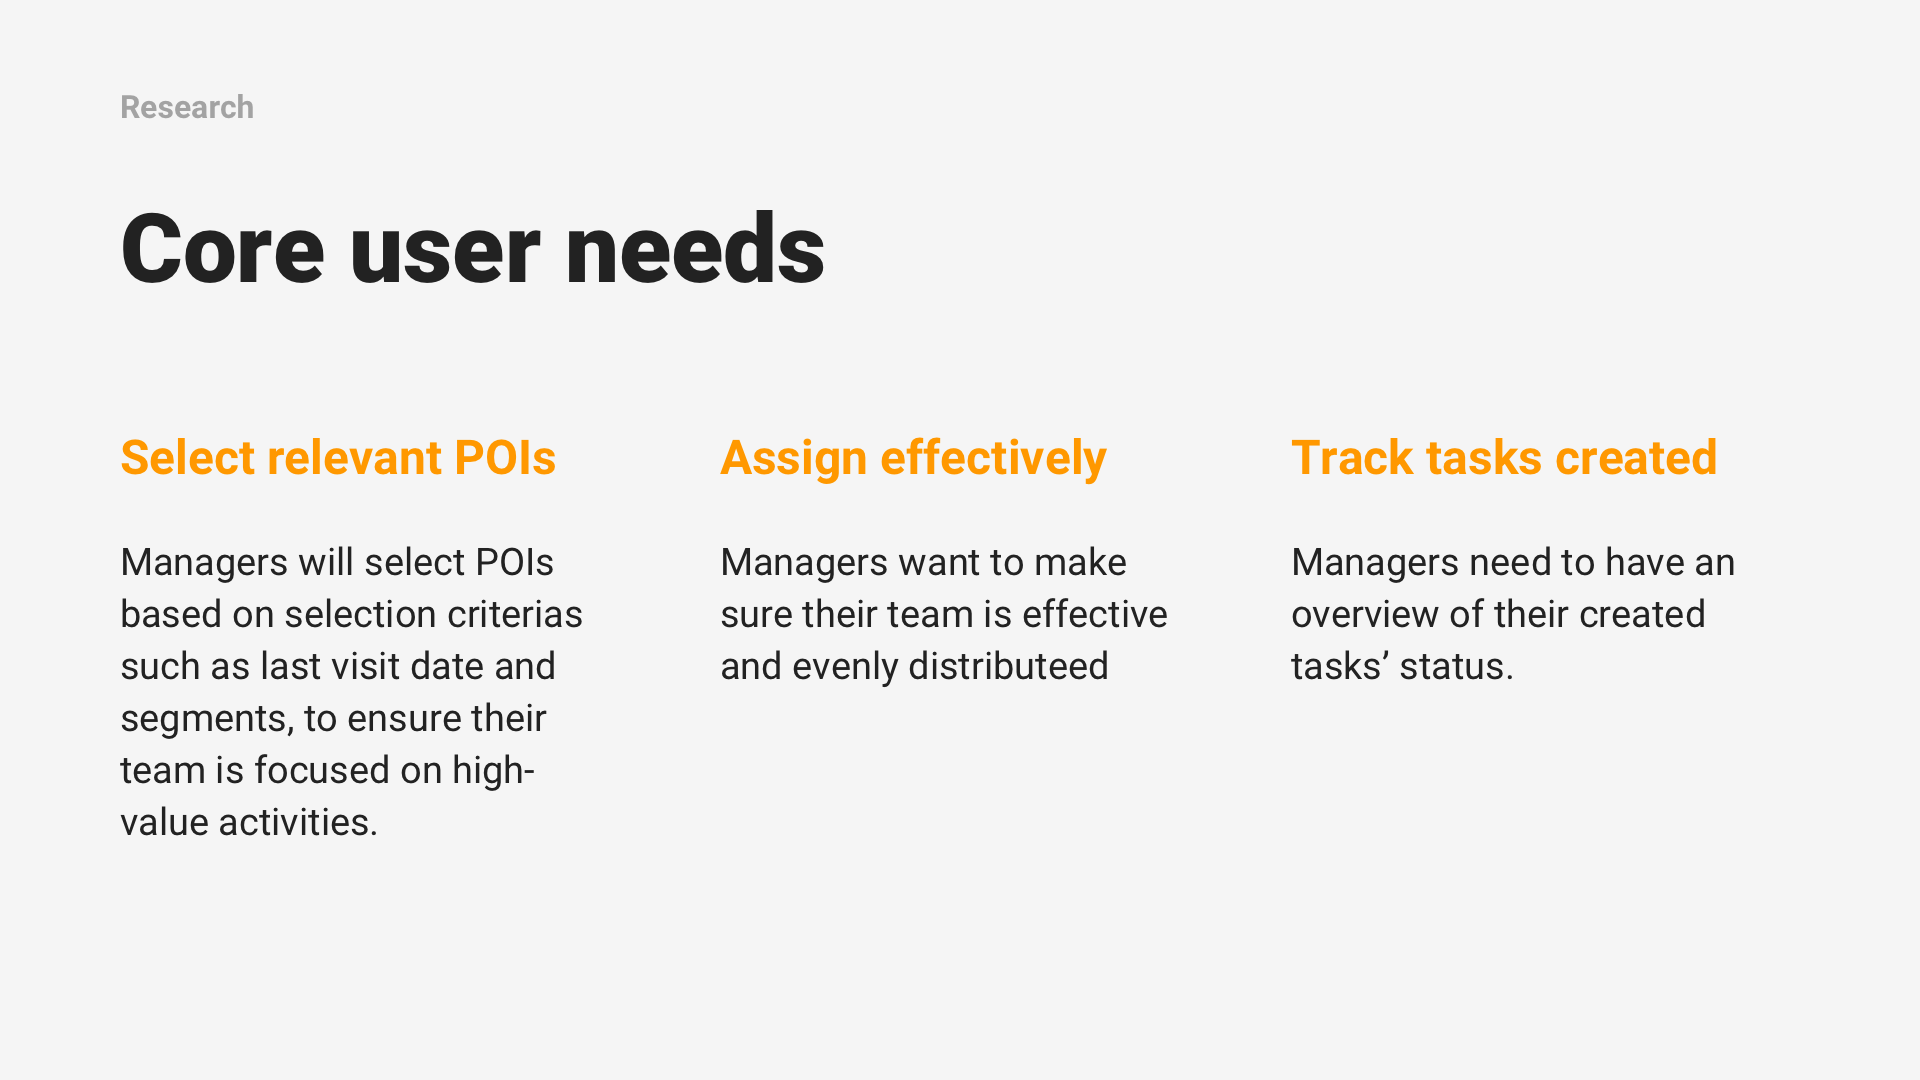 Research
Core user needs
Select relevant POIs
Managers will select POIs
based on selection criterias
such as last visit date and
segments, to ensure their
team is focused on high-
value activities.
Assign effectively
Managers want to make
sure their team is effective
and evenly distributeed
Track tasks created
Managers need to have an
overview of their created
tasks’ status.